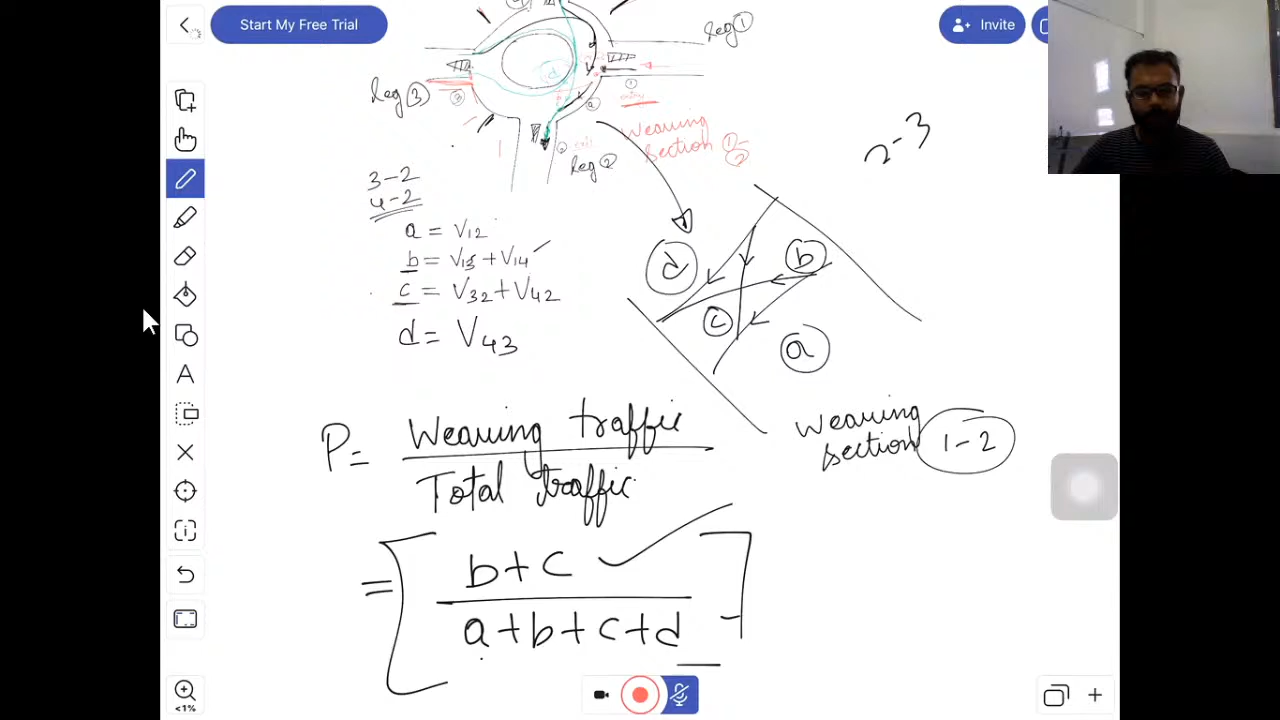 Start My Free Trial
Invite
Leg 1
Leg 3
Leg 2
Weaving
section 1-2
2-3
3-2
4-2
a = V12
b = V13 + V14
c = V32 + V42
d = V43
d
b
c
a
Weaving
section 1-2
P = Weaving traffic
Total traffic
= [ b+c
a+b+c+d ]
<1%